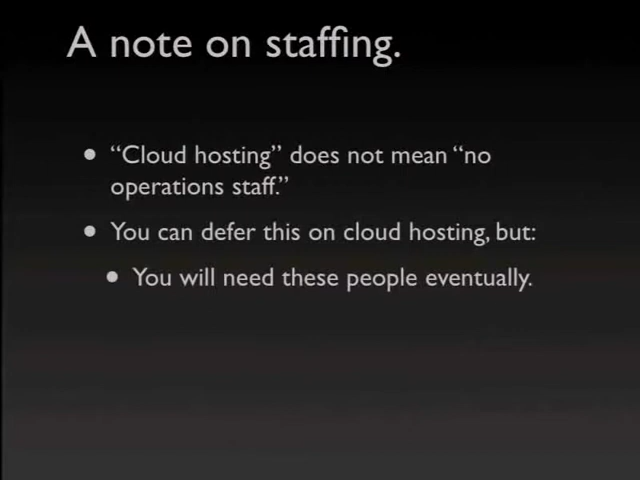 A note on staffing.
• “Cloud hosting” does not mean “no
operations staff.”
• You can defer this on cloud hosting, but:
• You will need these people eventually.